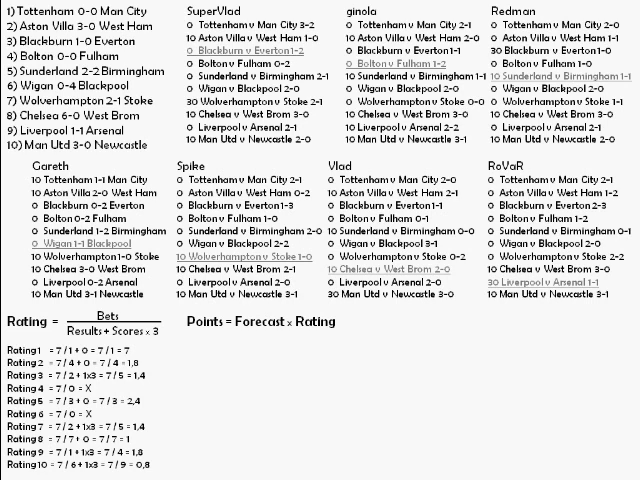 1) Tottenham 0-0 Man City
2) Aston Villa 3-0 West Ham
3) Blackburn 1-0 Everton
4) Bolton 0-0 Fulham
5) Sunderland 2-2 Birmingham
6) Wigan 0-4 Blackpool
7) Wolverhampton 2-1 Stoke
8) Chelsea 6-0 West Brom
9) Liverpool 1-1 Arsenal
10) Man Utd 3-0 Newcastle
SuperVlad
0 Tottenham v Man City 3-2
10 Aston Villa v West Ham 1-0
0 Blackburn v Everton 1-2
0 Bolton v Fulham 0-2
0 Sunderland v Birmingham 2-1
0 Wigan v Blackpool 2-0
30 Wolverhampton v Stoke 2-1
10 Chelsea v West Brom 3-0
0 Liverpool v Arsenal 2-1
10 Man Utd v Newcastle 2-0
ginola
0 Tottenham v Man City 2-1
10 Aston Villa v West Ham 2-1
0 Blackburn v Everton 1-1
0 Bolton v Fulham 1-2
10 Sunderland v Birmingham 1-1
0 Wigan v Blackpool 2-0
0 Wolverhampton v Stoke 0-0
10 Chelsea v West Brom 3-0
10 Liverpool v Arsenal 2-2
10 Man Utd v Newcastle 2-0
Redman
0 Tottenham v Man City 2-0
10 Aston Villa v West Ham 1-0
30 Blackburn v Everton 1-0
0 Bolton v Fulham 1-0
10 Sunderland v Birmingham 1-1
0 Wigan v Blackpool 2-0
10 Wolverhampton v Stoke 1-0
10 Chelsea v West Brom 3-0
0 Liverpool v Arsenal 2-1
10 Man Utd v Newcastle 2-0
Gareth
10 Tottenham 1-1 Man City
10 Aston Villa 2-0 West Ham
0 Blackburn 0-2 Everton
0 Bolton 0-2 Fulham
0 Sunderland 1-2 Birmingham
0 Wigan 1-1 Blackpool
10 Wolverhampton 1-0 Stoke
10 Chelsea 3-0 West Brom
0 Liverpool 0-2 Arsenal
10 Man Utd 3-1 Newcastle
Spike
0 Tottenham v Man City 2-1
0 Aston Villa v West Ham 0-2
0 Blackburn v Everton 1-3
0 Bolton v Fulham 1-0
0 Sunderland v Birmingham 2-0
0 Wigan v Blackpool 2-2
10 Wolverhampton v Stoke 1-0
10 Chelsea v West Brom 2-1
0 Liverpool v Arsenal 2-0
10 Man Utd v Newcastle 3-1
Vlad
0 Tottenham v Man City 2-0
10 Aston Villa v West Ham 2-1
0 Blackburn v Everton 1-1
0 Bolton v Fulham 0-1
10 Sunderland v Birmingham 0-0
0 Wigan v Blackpool 3-1
0 Wolverhampton v Stoke 0-2
10 Chelsea v West Brom 2-0
0 Liverpool v Arsenal 2-0
30 Man Utd v Newcastle 3-0
RoVaR
0 Tottenham v Man City 2-1
0 Aston Villa v West Ham 1-2
0 Blackburn v Everton 2-3
0 Bolton v Fulham 1-2
0 Sunderland v Birmingham 0-1
0 Wigan v Blackpool 2-0
0 Wolverhampton v Stoke 2-2
10 Chelsea v West Brom 3-0
30 Liverpool v Arsenal 1-1
10 Man Utd v Newcastle 3-1
Rating = Bets
Results + Scores x 3
Points = Forecast x Rating
Rating 1 = 7 / 1 + 0 = 7 / 1 = 7
Rating 2 = 7 / 4 + 0 = 7 / 4 = 1,8
Rating 3 = 7 / 2 + 1x3 = 7 / 5 = 1,4
Rating 4 = 7 / 0 = X
Rating 5 = 7 / 3 + 0 = 7 / 3 = 2,4
Rating 6 = 7 / 0 = X
Rating 7 = 7 / 2 + 1x3 = 7 / 5 = 1,4
Rating 8 = 7 / 7 + 0 = 7 / 7 = 1
Rating 9 = 7 / 1 + 1x3 = 7 / 4 = 1,8
Rating 10 = 7 / 6 + 1x3 = 7 / 9 = 0,8